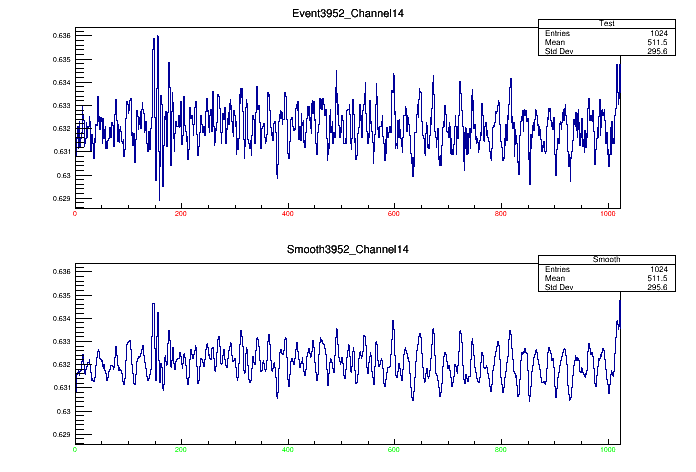 Event3952_Channel14
Test
Entries 1024
Mean 511.5
Std Dev 295.6
0.636
0.635
0.634
0.633
0.632
0.631
0.63
0.629
0 200 400 600 800 1000
Smooth3952_Channel14
Smooth
Entries 1024
Mean 511.5
Std Dev 295.6
0.636
0.635
0.634
0.633
0.632
0.631
0.63
0.629
0 200 400 600 800 1000